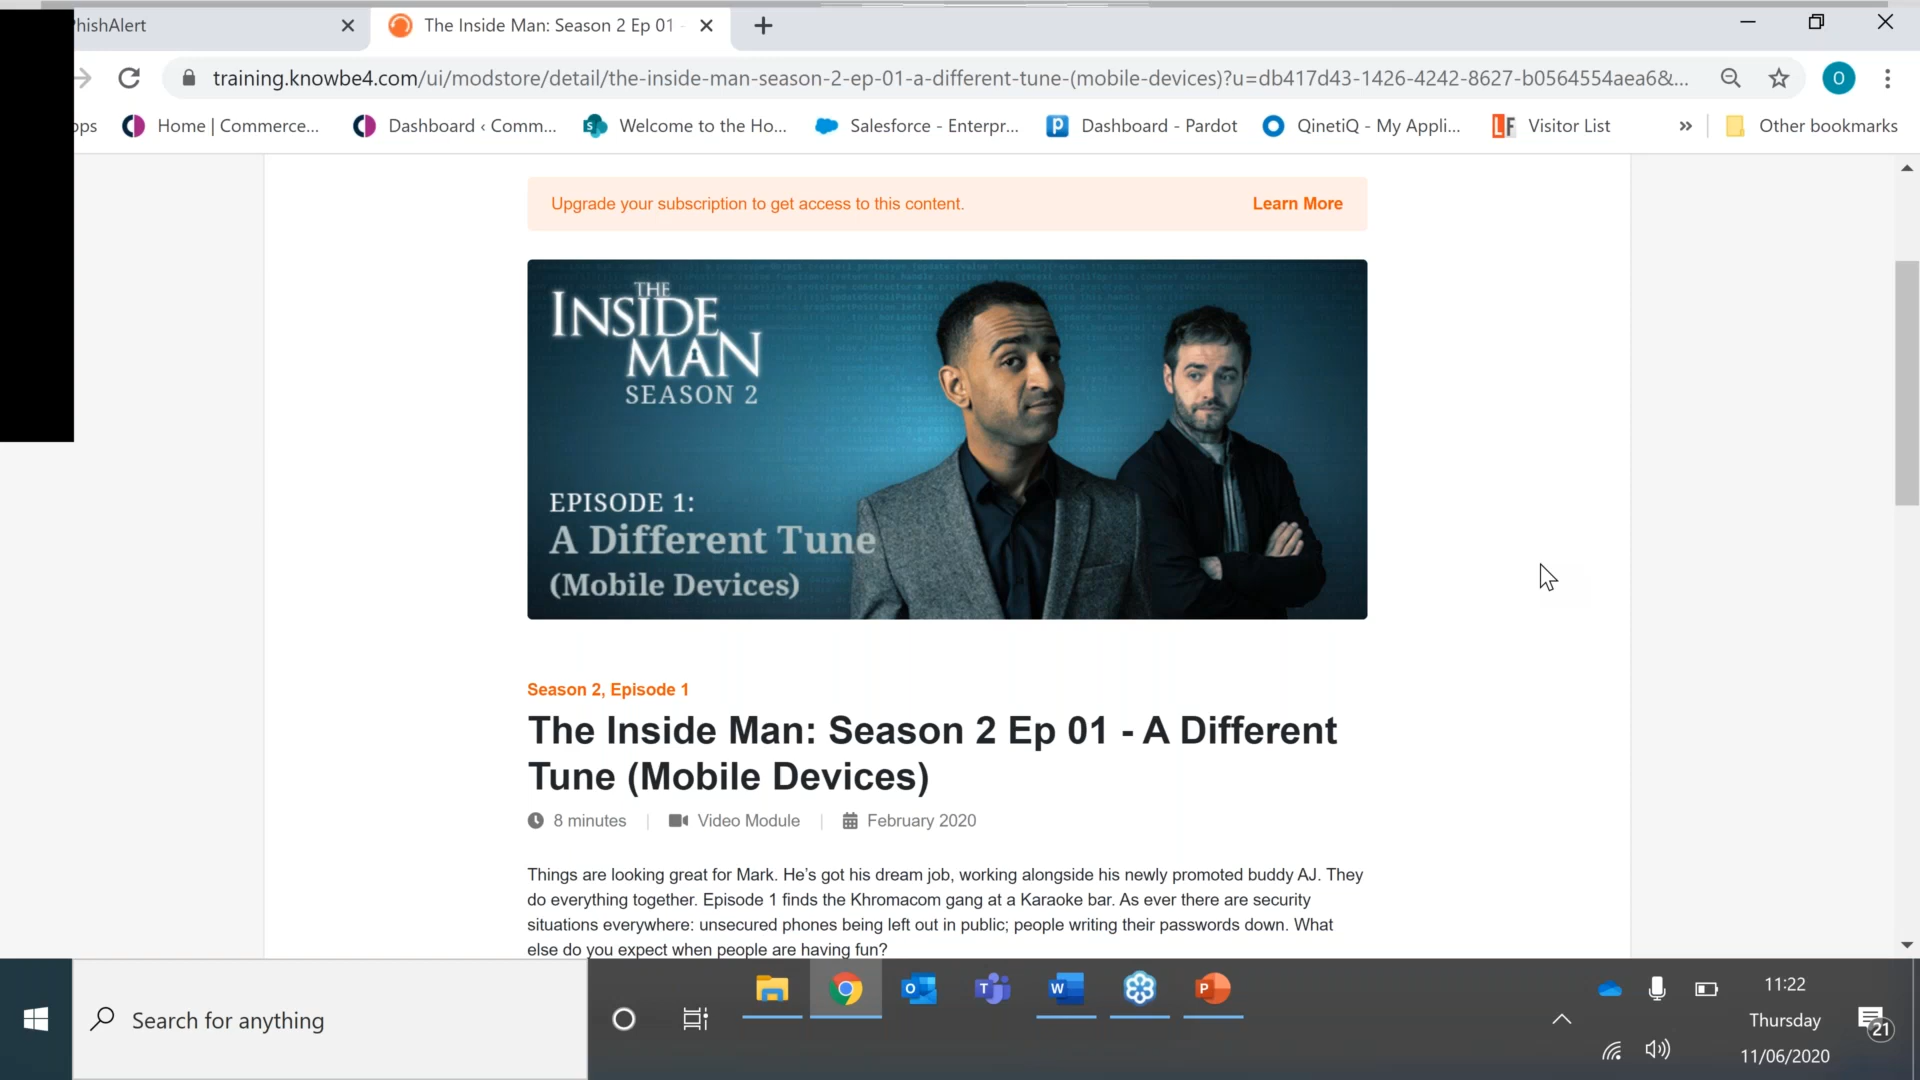 hishAlert
The Inside Man: Season 2 Ep 01 -
training.knowbe4.com/ui/modstore/detail/the-inside-man-season-2-ep-01-a-different-tune-(mobile-devices)?u=db417d43-1426-4242-8627-b0564554aea6&...
O
ops
Home | Commerce...
Dashboard ‹ Comm...
Welcome to the Ho...
Salesforce - Enterpr...
Dashboard - Pardot
QinetiQ - My Appli...
LF Visitor List
»
Other bookmarks
Upgrade your subscription to get access to this content.
Learn More
THE
INSIDE
MAN
SEASON 2
EPISODE 1:
A Different Tune
(Mobile Devices)
Season 2, Episode 1
The Inside Man: Season 2 Ep 01 - A Different
Tune (Mobile Devices)
8 minutes | Video Module | February 2020
Things are looking great for Mark. He's got his dream job, working alongside his newly promoted buddy AJ. They
do everything together. Episode 1 finds the Khromacom gang at a Karaoke bar. As ever there are security
situations everywhere: unsecured phones being left out in public; people writing their passwords down. What
else do you expect when people are having fun?
Search for anything
11:22
Thursday
11/06/2020
21